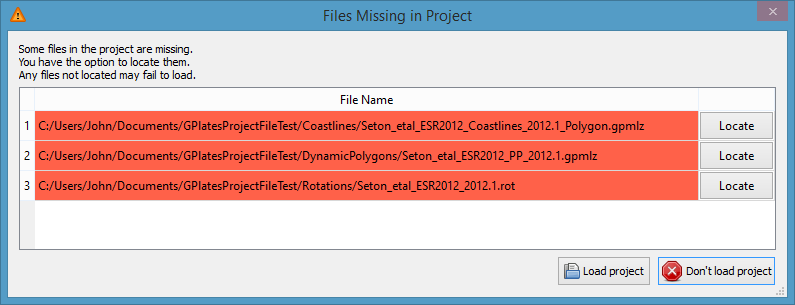 Files Missing in Project
Some files in the project are missing.
You have the option to locate them.
Any files not located may fail to load.
File Name
1 C:/Users/John/Documents/GPlatesProjectFileTest/Coastlines/Seton_etal_ESR2012_Coastlines_2012.1_Polygon.gpmlz Locate
2 C:/Users/John/Documents/GPlatesProjectFileTest/DynamicPolygons/Seton_etal_ESR2012_PP_2012.1.gpmlz Locate
3 C:/Users/John/Documents/GPlatesProjectFileTest/Rotations/Seton_etal_ESR2012_2012.1.rot Locate
Load project Don't load project